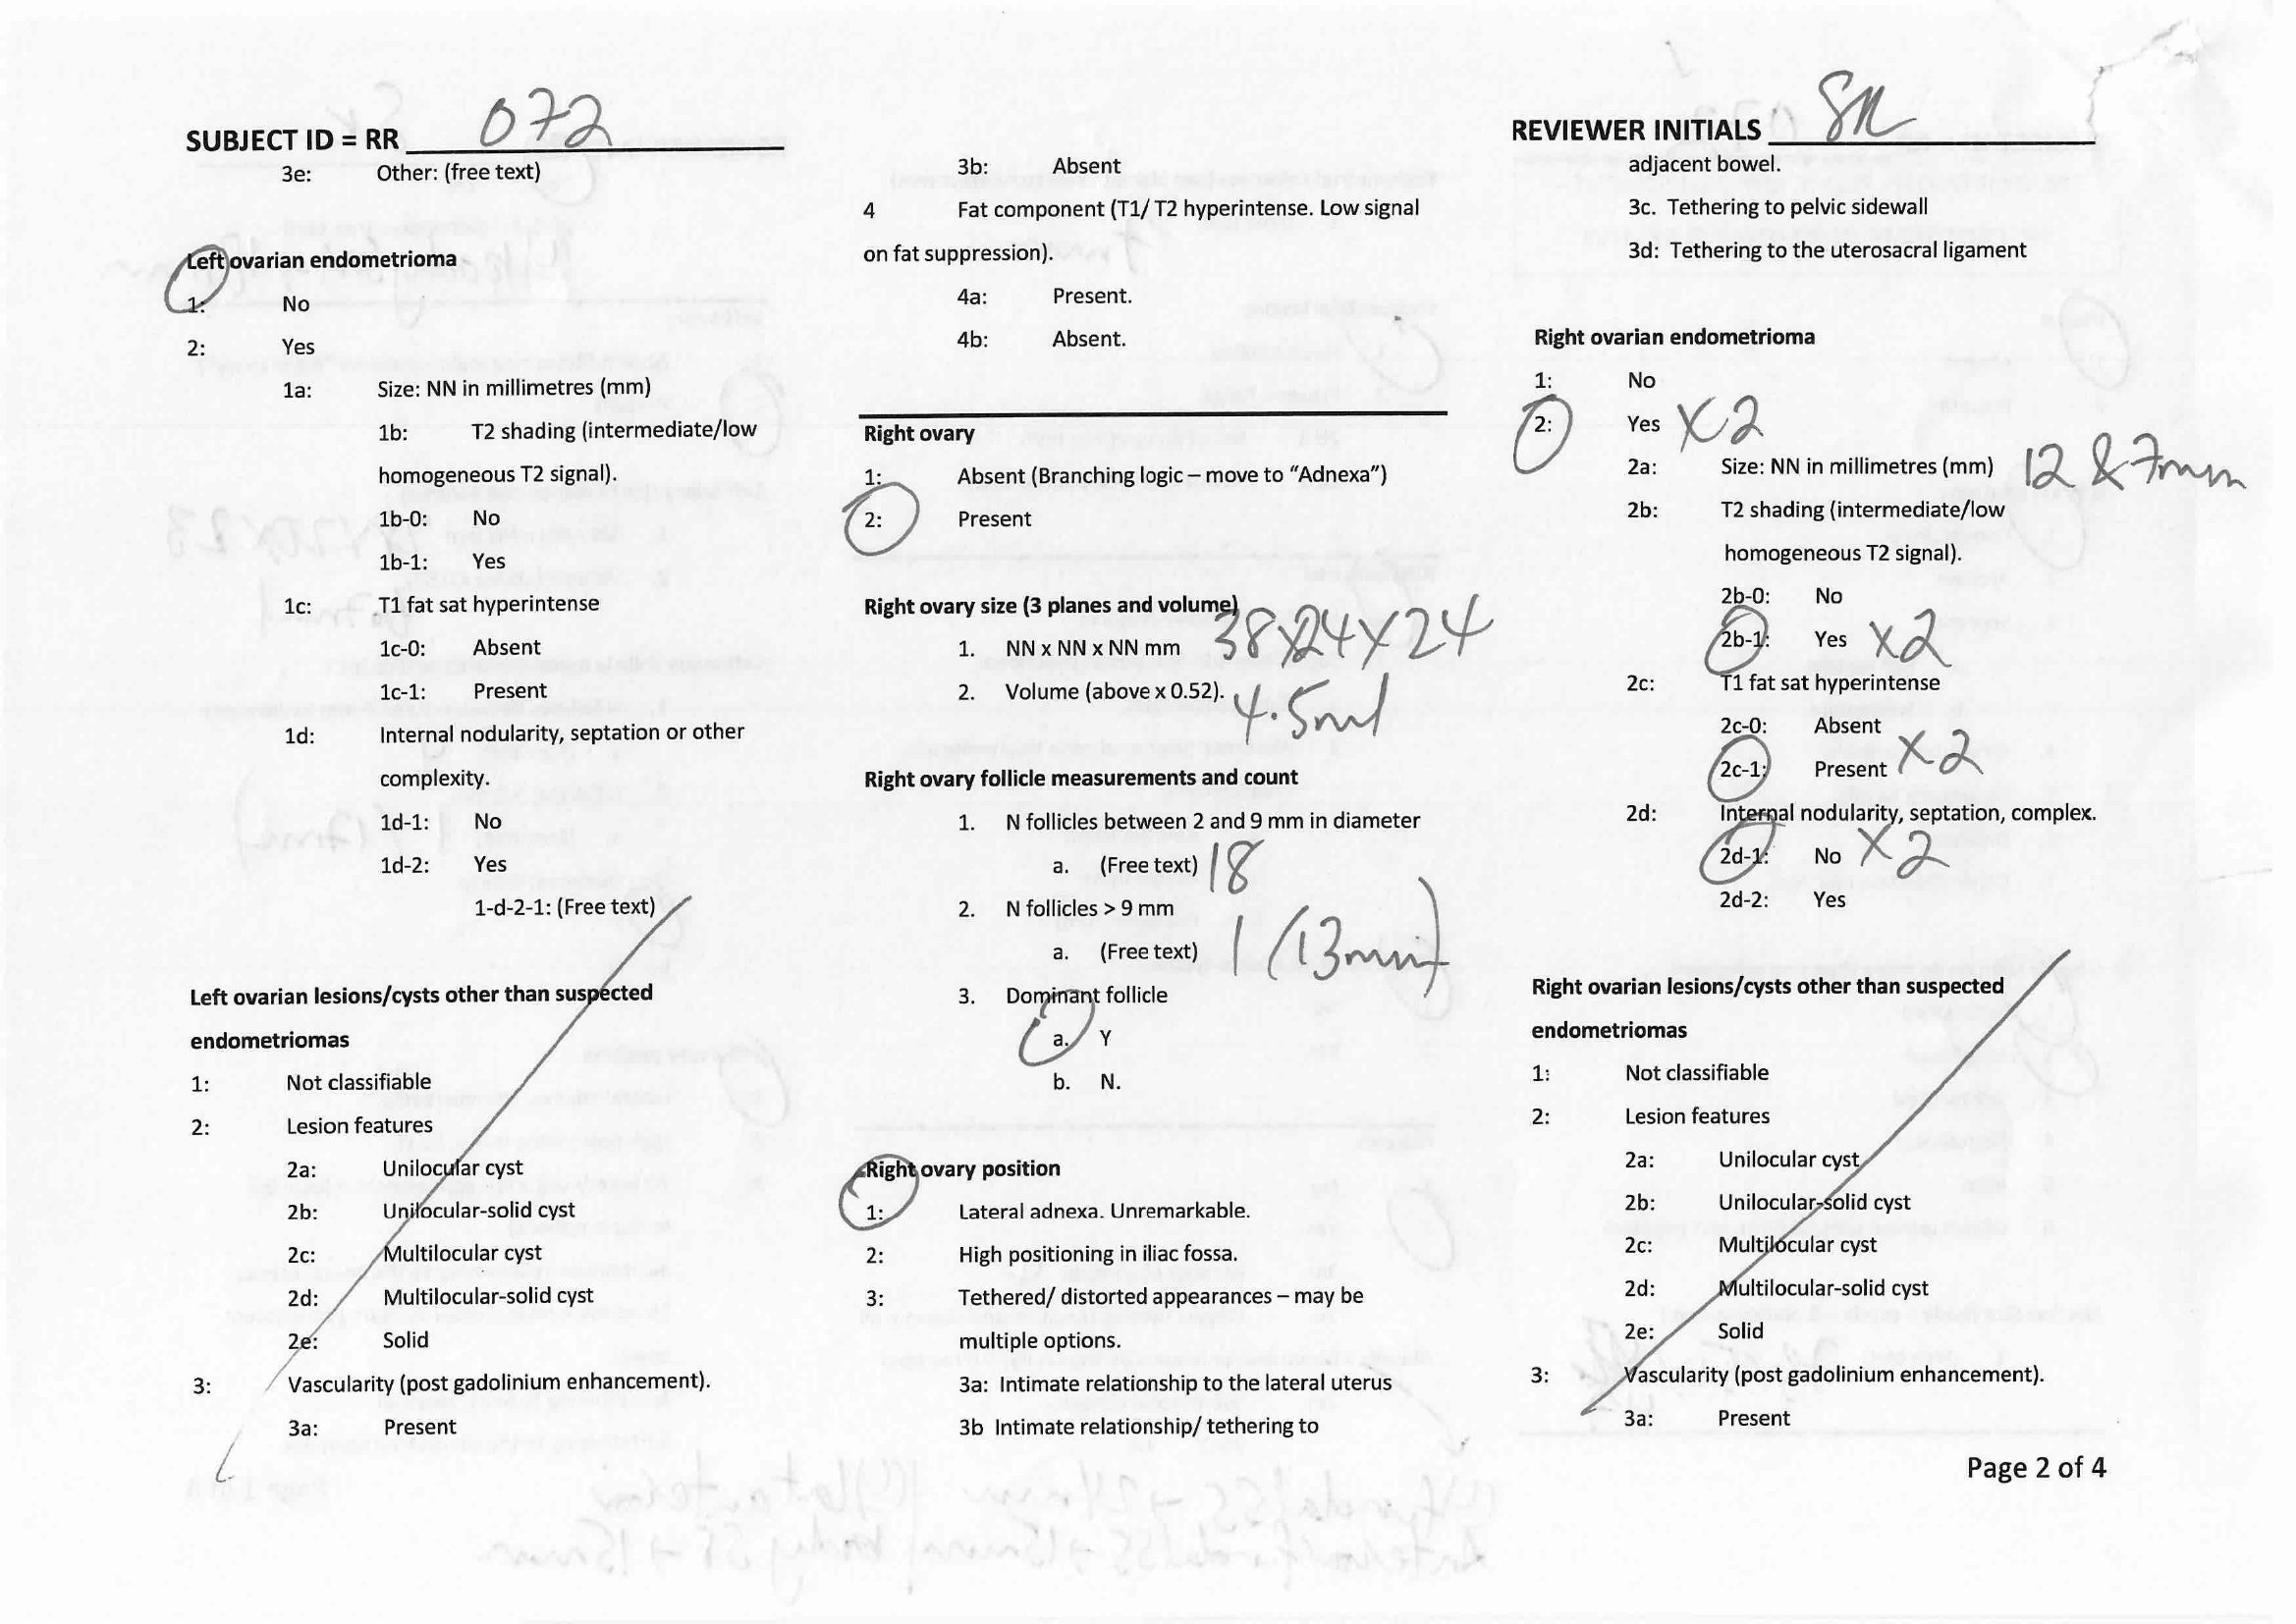 SUBJECT ID = RR 072
3e: Other: (free text)
Left ovarian endometrioma
1: No
2: Yes
1a: Size: NN in millimetres (mm)
1b: T2 shading (intermediate/low
homogeneous T2 signal).
1b-0: No
1b-1: Yes
1c: T1 fat sat hyperintense
1c-0: Absent
1c-1: Present
1d: Internal nodularity, septation or other
complexity.
1d-1: No
1d-2: Yes
1-d-2-1: (Free text)
Left ovarian lesions/cysts other than suspected
endometriomas
1: Not classifiable
2: Lesion features
2a: Unilocular cyst
2b: Unilocular-solid cyst
2c: Multilocular cyst
2d: Multilocular-solid cyst
2e: Solid
3: Vascularity (post gadolinium enhancement).
3a: Present
3b: Absent
4 Fat component (T1/ T2 hyperintense. Low signal
on fat suppression).
4a: Present.
4b: Absent.
Right ovary
1: Absent (Branching logic – move to “Adnexa”)
2: Present
Right ovary size (3 planes and volume)
1. NN x NN x NN mm 38x24x24
2. Volume (above x 0.52). 4.5ml
Right ovary follicle measurements and count
1. N follicles between 2 and 9 mm in diameter
a. (Free text) 18
2. N follicles > 9 mm
a. (Free text) 1 (13mm)
3. Dominant follicle
a. Y
b. N.
Right ovary position
1: Lateral adnexa. Unremarkable.
2: High positioning in iliac fossa.
3: Tethered/ distorted appearances – may be
multiple options.
3a: Intimate relationship to the lateral uterus
3b Intimate relationship/ tethering to
REVIEWER INITIALS
adjacent bowel.
3c. Tethering to pelvic sidewall
3d: Tethering to the uterosacral ligament
Right ovarian endometrioma
1: No
2: Yes X2
2a: Size: NN in millimetres (mm) 12 & 7mm
2b: T2 shading (intermediate/low
homogeneous T2 signal).
2b-0: No
2b-1: Yes X2
2c: T1 fat sat hyperintense
2c-0: Absent
2c-1: Present X2
2d: Internal nodularity, septation, complex.
2d-1: No X2
2d-2: Yes
Right ovarian lesions/cysts other than suspected
endometriomas
1: Not classifiable
2: Lesion features
2a: Unilocular cyst
2b: Unilocular-solid cyst
2c: Multilocular cyst
2d: Multilocular-solid cyst
2e: Solid
3: Vascularity (post gadolinium enhancement).
3a: Present
Page 2 of 4